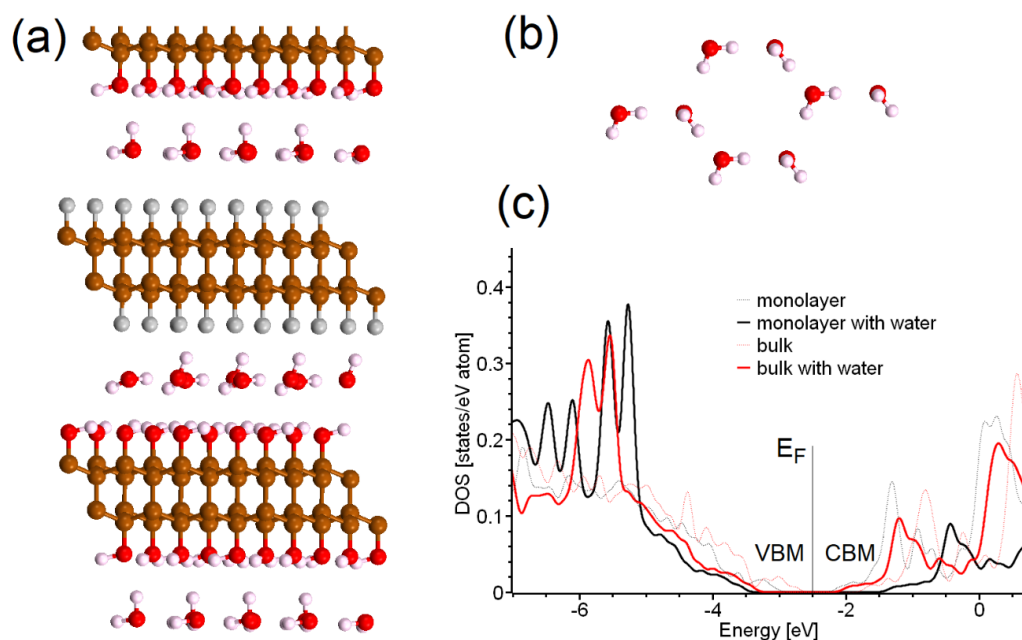 (a)
(b)
(c)
monolayer
monolayer with water
bulk
bulk with water
E_F
VBM
CBM
DOS [states/eV atom]
0.4
0.3
0.2
0.1
0
-6
-4
-2
0
Energy [eV]